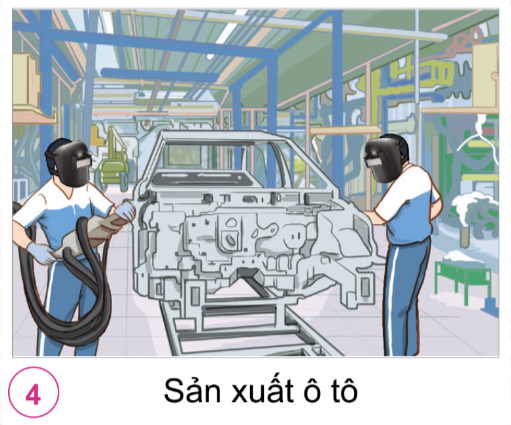 4
Sản xuất ô tô